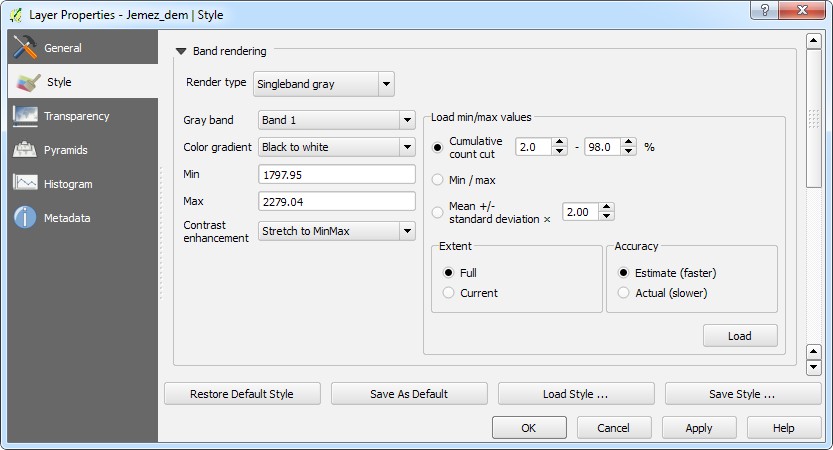 Layer Properties - Jemez_dem | Style
General
Style
Transparency
Pyramids
Histogram
Metadata
Band rendering
Render type Singleband gray
Gray band Band 1
Color gradient Black to white
Min 1797.95
Max 2279.04
Contrast
enhancement Stretch to MinMax
Load min/max values
Cumulative
count cut 2.0 - 98.0 %
Min / max
Mean +/-
standard deviation × 2.00
Extent
Full
Current
Accuracy
Estimate (faster)
Actual (slower)
Load
Restore Default Style Save As Default Load Style ... Save Style ...
OK Cancel Apply Help